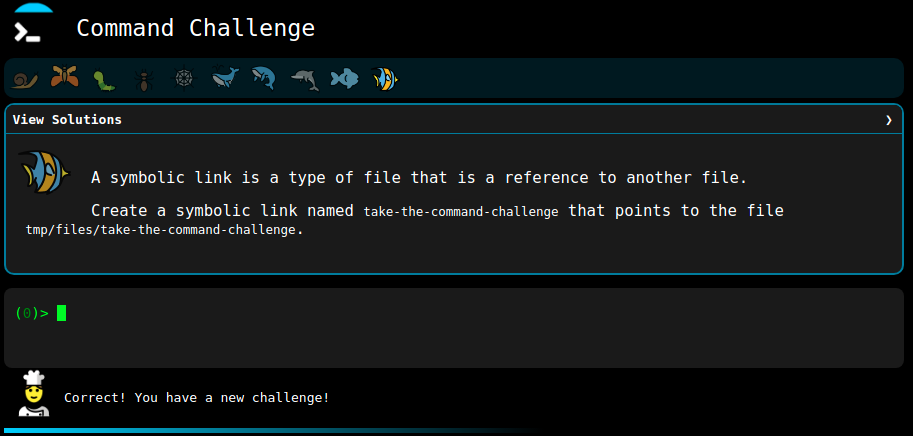 Command Challenge
View Solutions ❯
A symbolic link is a type of file that is a reference to another file.
Create a symbolic link named take-the-command-challenge that points to the file
tmp/files/take-the-command-challenge.
(0)>
Correct! You have a new challenge!